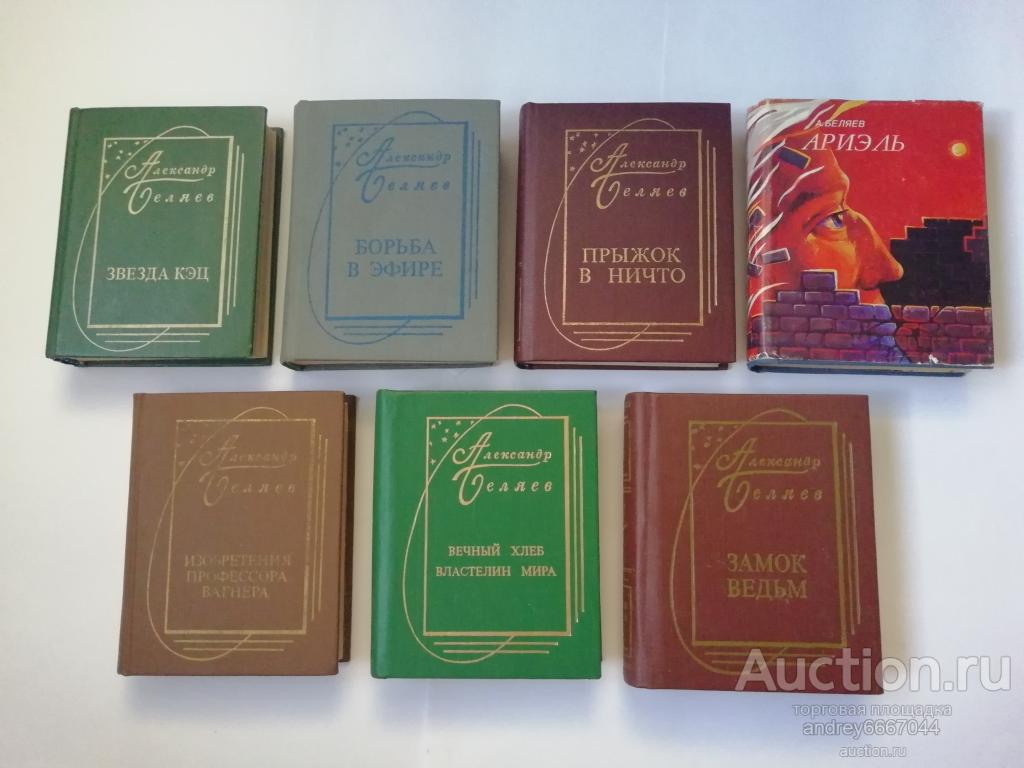 Александр
Беляев
ЗВЕЗДА КЭЦ
Александр
Беляев
БОРЬБА
В ЭФИРЕ
Александр
Беляев
ПРЫЖОК
В НИЧТО
А. БЕЛЯЕВ
АРИЭЛЬ
Александр
Беляев
ИЗОБРЕТЕНИЯ
ПРОФЕССОРА
ВАГНЕРА
Александр
Беляев
ВЕЧНЫЙ ХЛЕБ
ВЛАСТЕЛИН МИРА
Александр
Беляев
ЗАМОК
ВЕДЬМ
Auction.ru
торговая площадка
andrey6667044
auction.ru